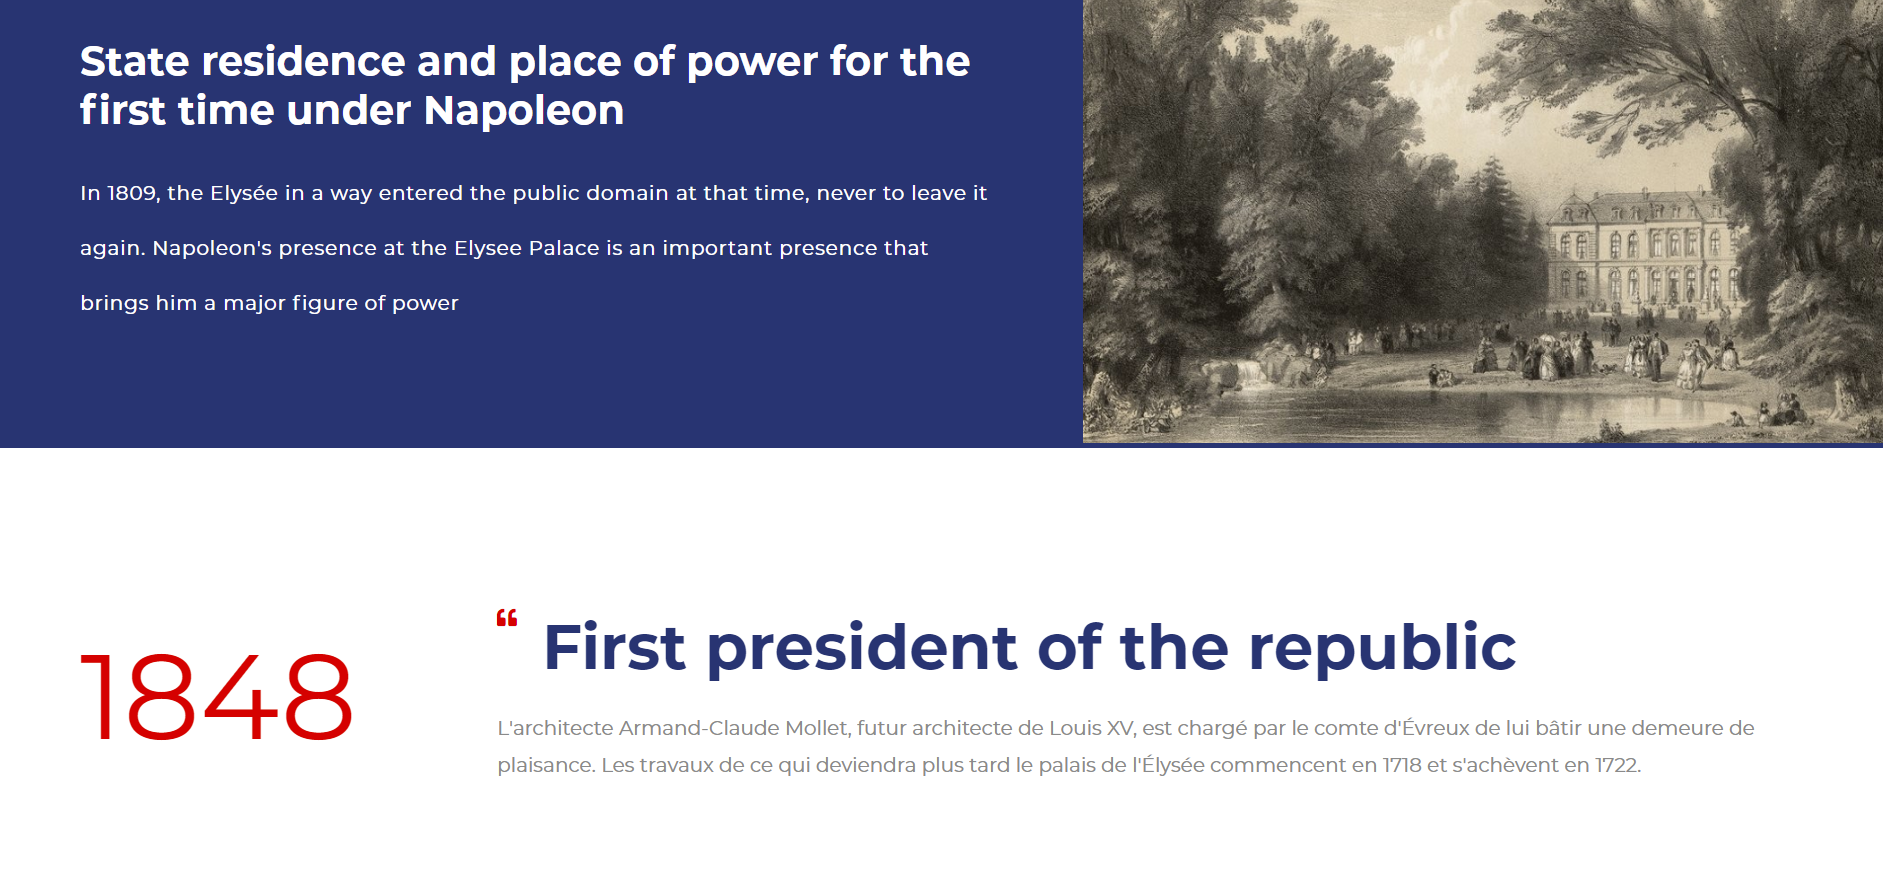 State residence and place of power for the
first time under Napoleon
In 1809, the Elysée in a way entered the public domain at that time, never to leave it
again. Napoleon's presence at the Elysee Palace is an important presence that
brings him a major figure of power
1848
“ First president of the republic
L'architecte Armand-Claude Mollet, futur architecte de Louis XV, est chargé par le comte d'Évreux de lui bâtir une demeure de
plaisance. Les travaux de ce qui deviendra plus tard le palais de l'Élysée commencent en 1718 et s'achèvent en 1722.